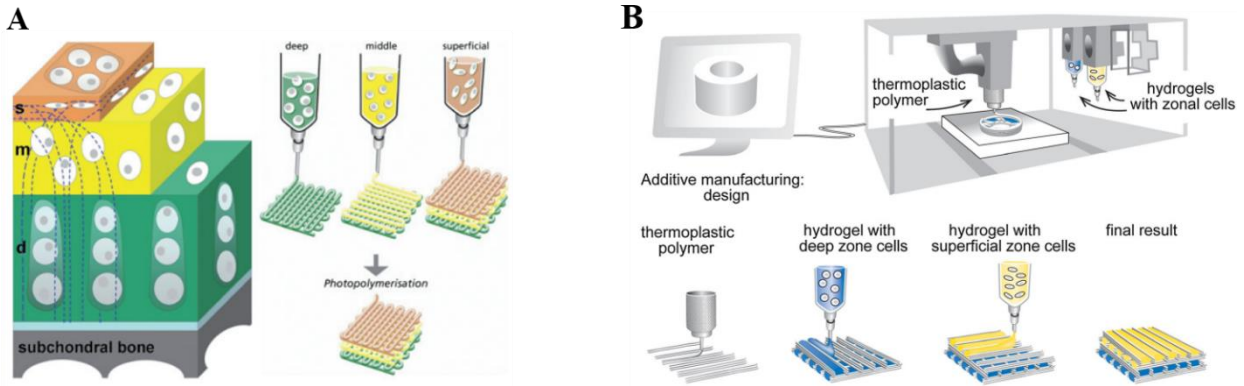 A
deep
middle
superficial
s
m
d
subchondral bone
Photopolymerisation
B
thermoplastic
polymer
hydrogels
with zonal cells
Additive manufacturing:
design
thermoplastic
polymer
hydrogel with
deep zone cells
hydrogel with
superficial zone cells
final result